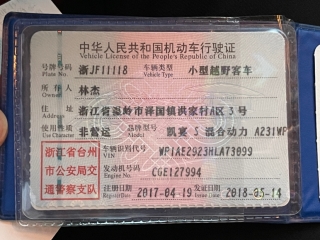 中华人民共和国机动车行驶证
Vehicle License of the People's Republic of China
号牌号码 浙JF11118 车辆类型 小型越野客车
Plate No. Vehicle Type
所有人 林杰
Owner
住址 浙江省温岭市泽国镇洪家村A区3号
Address
使用性质 非营运 品牌型号 凯宴S混合动力 A231WP
Use Character Model
浙江省台州 车辆识别代号 WP1AE2923HLA73099
VIN
市公安局交 发动机号码 CGE127994
Engine No.
通警察支队 注册日期 2017-04-19 发证日期 2018-05-14
Register Date Issue Date